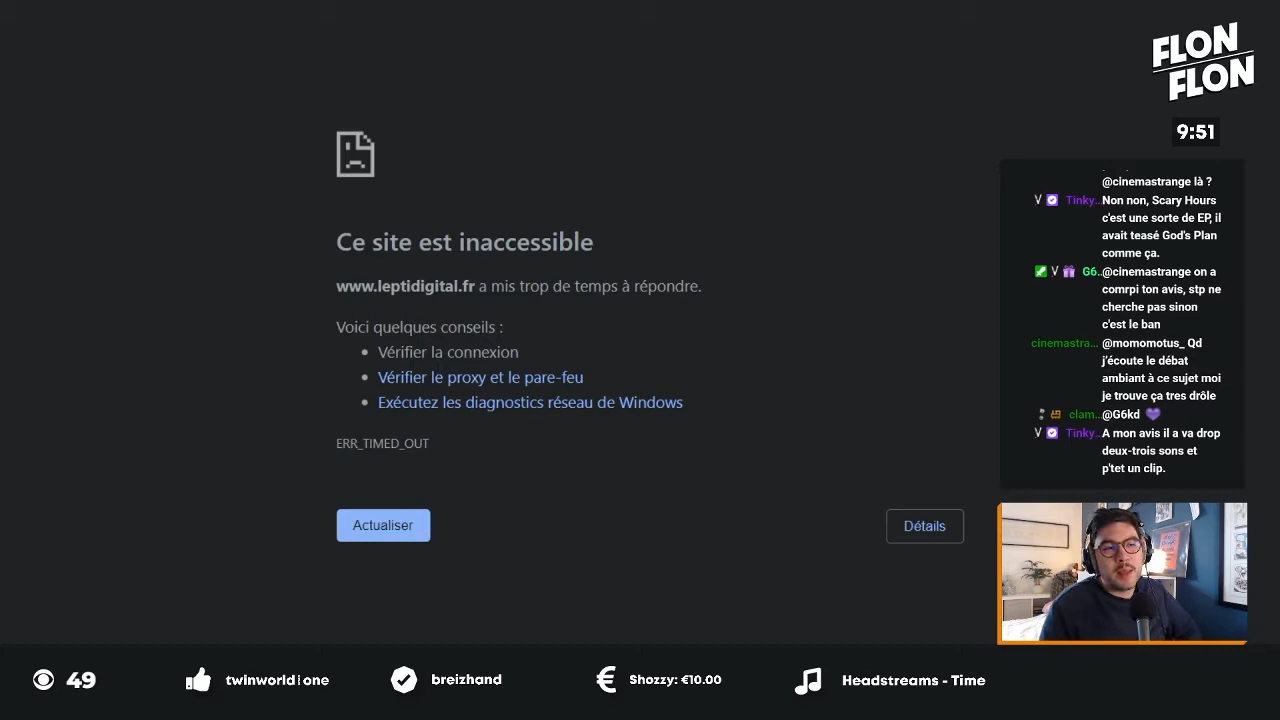 FLON
FLON
9:51
Ce site est inaccessible
www.leptidigital.fr a mis trop de temps à répondre.
Voici quelques conseils :
Vérifier la connexion
Vérifier le proxy et le pare-feu
Exécutez les diagnostics réseau de Windows
ERR_TIMED_OUT
Actualiser
Détails
@cinemastrange là ?
Tinky.. Non non, Scary Hours
c'est une sorte de EP, il
avait teasé God's Plan
comme ça.
G6.. @cinemastrange on a
comrpi ton avis, stp ne
cherche pas sinon
c'est le ban
cinemastra... @momomotus_ Qd
j'écoute le débat
ambiant à ce sujet moi
je trouve ça tres drôle
clam.. @G6kd
Tinky.. A mon avis il a va drop
deux-trois sons et
p'tet un clip.
49
twinworld1one
breizhand
Shozzy: €10.00
Headstreams - Time